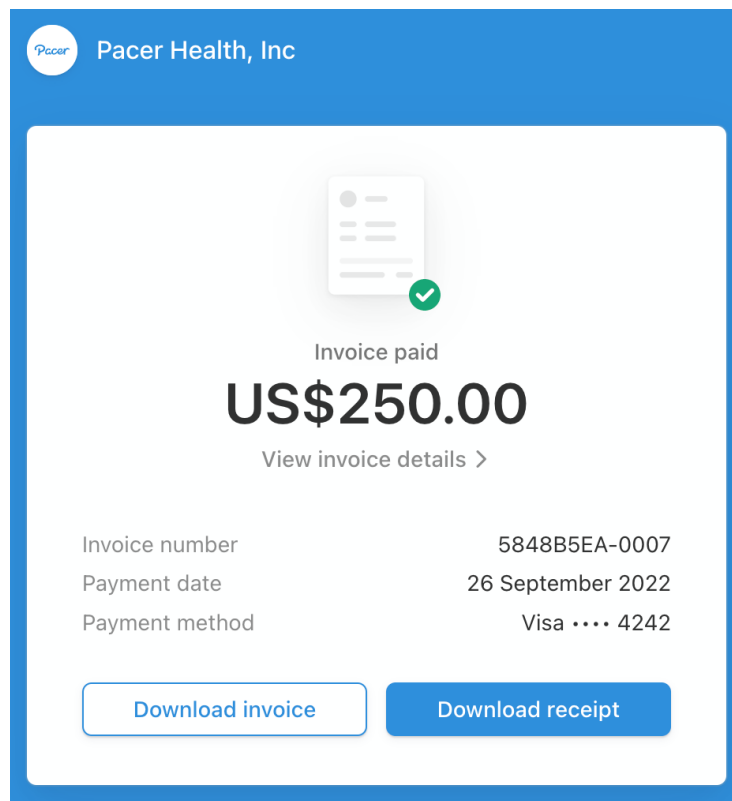 Pacer
Pacer Health, Inc
Invoice paid
US$250.00
View invoice details >
Invoice number 5848B5EA-0007
Payment date 26 September 2022
Payment method Visa •••• 4242
Download invoice Download receipt